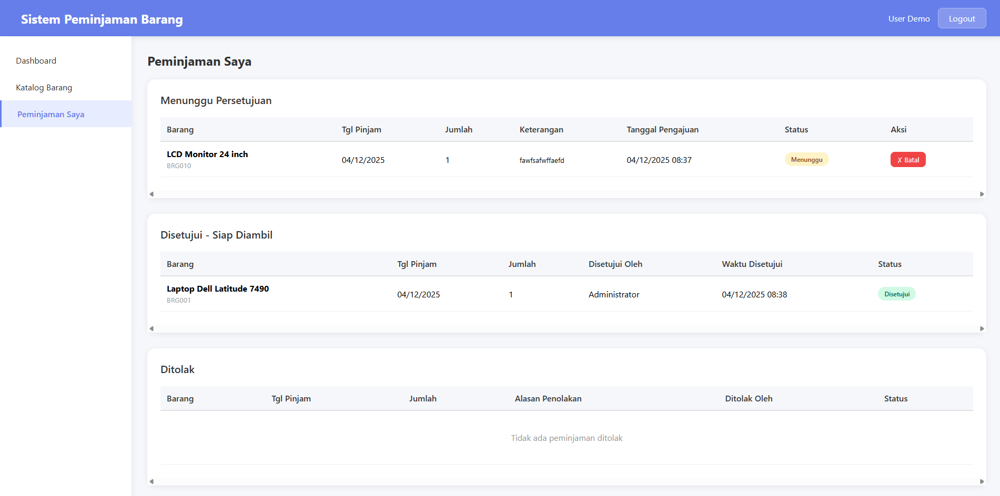 Sistem Peminjaman Barang
User Demo
Logout
Dashboard
Katalog Barang
Peminjaman Saya
Peminjaman Saya
Menunggu Persetujuan
Barang Tgl Pinjam Jumlah Keterangan Tanggal Pengajuan Status Aksi
LCD Monitor 24 inch
BRG010
04/12/2025 1 fawfsafwffaefd 04/12/2025 08:37 Menunggu ✗ Batal
Disetujui - Siap Diambil
Barang Tgl Pinjam Jumlah Disetujui Oleh Waktu Disetujui Status
Laptop Dell Latitude 7490
BRG001
04/12/2025 1 Administrator 04/12/2025 08:38 Disetujui
Ditolak
Barang Tgl Pinjam Jumlah Alasan Penolakan Ditolak Oleh Status
Tidak ada peminjaman ditolak